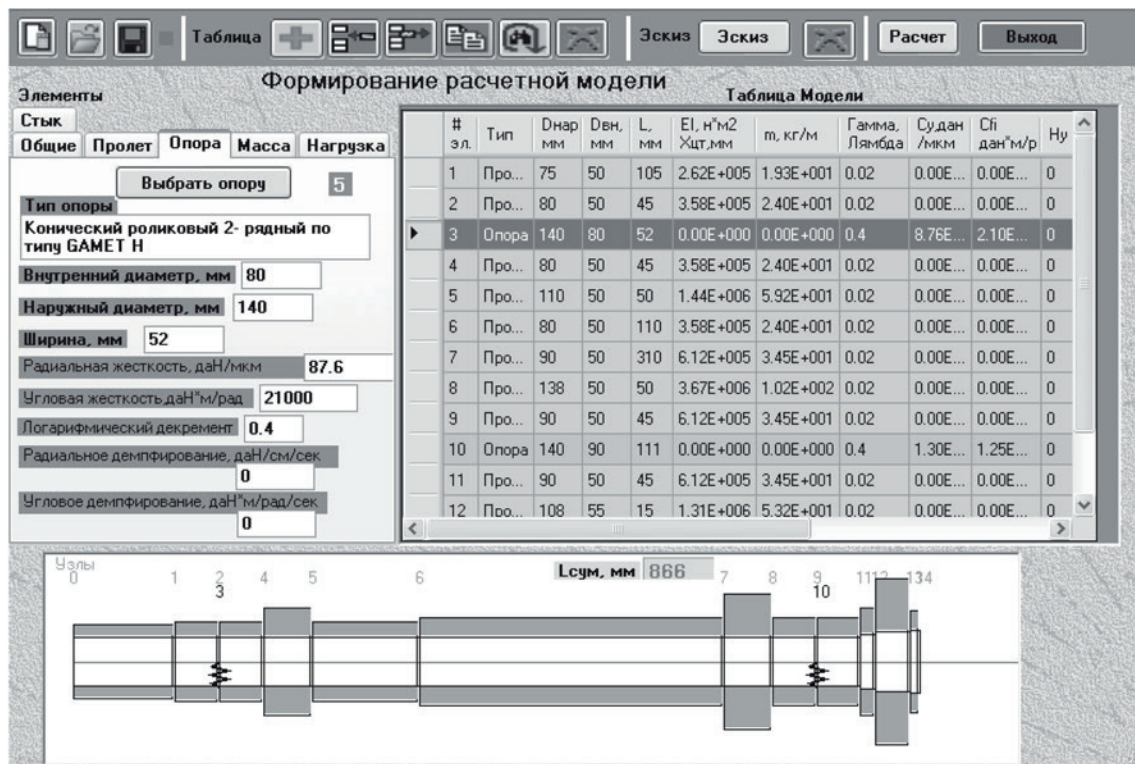 Таблица Эскиз Эскиз Расчет Выход
Формирование расчетной модели
Элементы
Стык
Общие Пролет Опора Масса Нагрузка
Выбрать опору 5
Тип опоры
Конический роликовый 2- рядный по
типу GAMET H
Внутренний диаметр, мм 80
Наружный диаметр, мм 140
Ширина, мм 52
Радиальная жесткость, даН/мкм 87.6
Угловая жесткость,даН*м/рад 21000
Логарифмический декремент 0.4
Радиальное демпфирование, даН/см/сек
0
Угловое демпфирование, даН*м/рад/сек
0
Таблица Модели
# эл. Тип Dнар мм Dвн, мм L, мм EI, н*м2 Хцт,мм m, кг/м Гамма, Лямбда Cy,дан /мкм Cfi дан*м/р Hy
1 Про... 75 50 105 2.62E+005 1.93E+001 0.02 0.00E... 0.00E... 0
2 Про... 80 50 45 3.58E+005 2.40E+001 0.02 0.00E... 0.00E... 0
3 Опора 140 80 52 0.00E+000 0.00E+000 0.4 8.76E... 2.10E... 0
4 Про... 80 50 45 3.58E+005 2.40E+001 0.02 0.00E... 0.00E... 0
5 Про... 110 50 50 1.44E+006 5.92E+001 0.02 0.00E... 0.00E... 0
6 Про... 80 50 110 3.58E+005 2.40E+001 0.02 0.00E... 0.00E... 0
7 Про... 90 50 310 6.12E+005 3.45E+001 0.02 0.00E... 0.00E... 0
8 Про... 138 50 50 3.67E+006 1.02E+002 0.02 0.00E... 0.00E... 0
9 Про... 90 50 45 6.12E+005 3.45E+001 0.02 0.00E... 0.00E... 0
10 Опора 140 90 111 0.00E+000 0.00E+000 0.4 1.30E... 1.25E... 0
11 Про... 90 50 45 6.12E+005 3.45E+001 0.02 0.00E... 0.00E... 0
12 Про... 108 55 15 1.31E+006 5.32E+001 0.02 0.00E... 0.00E... 0
Узлы Lсум, мм 866
0 1 2 4 5 6 7 8 9 1112 134
3 10